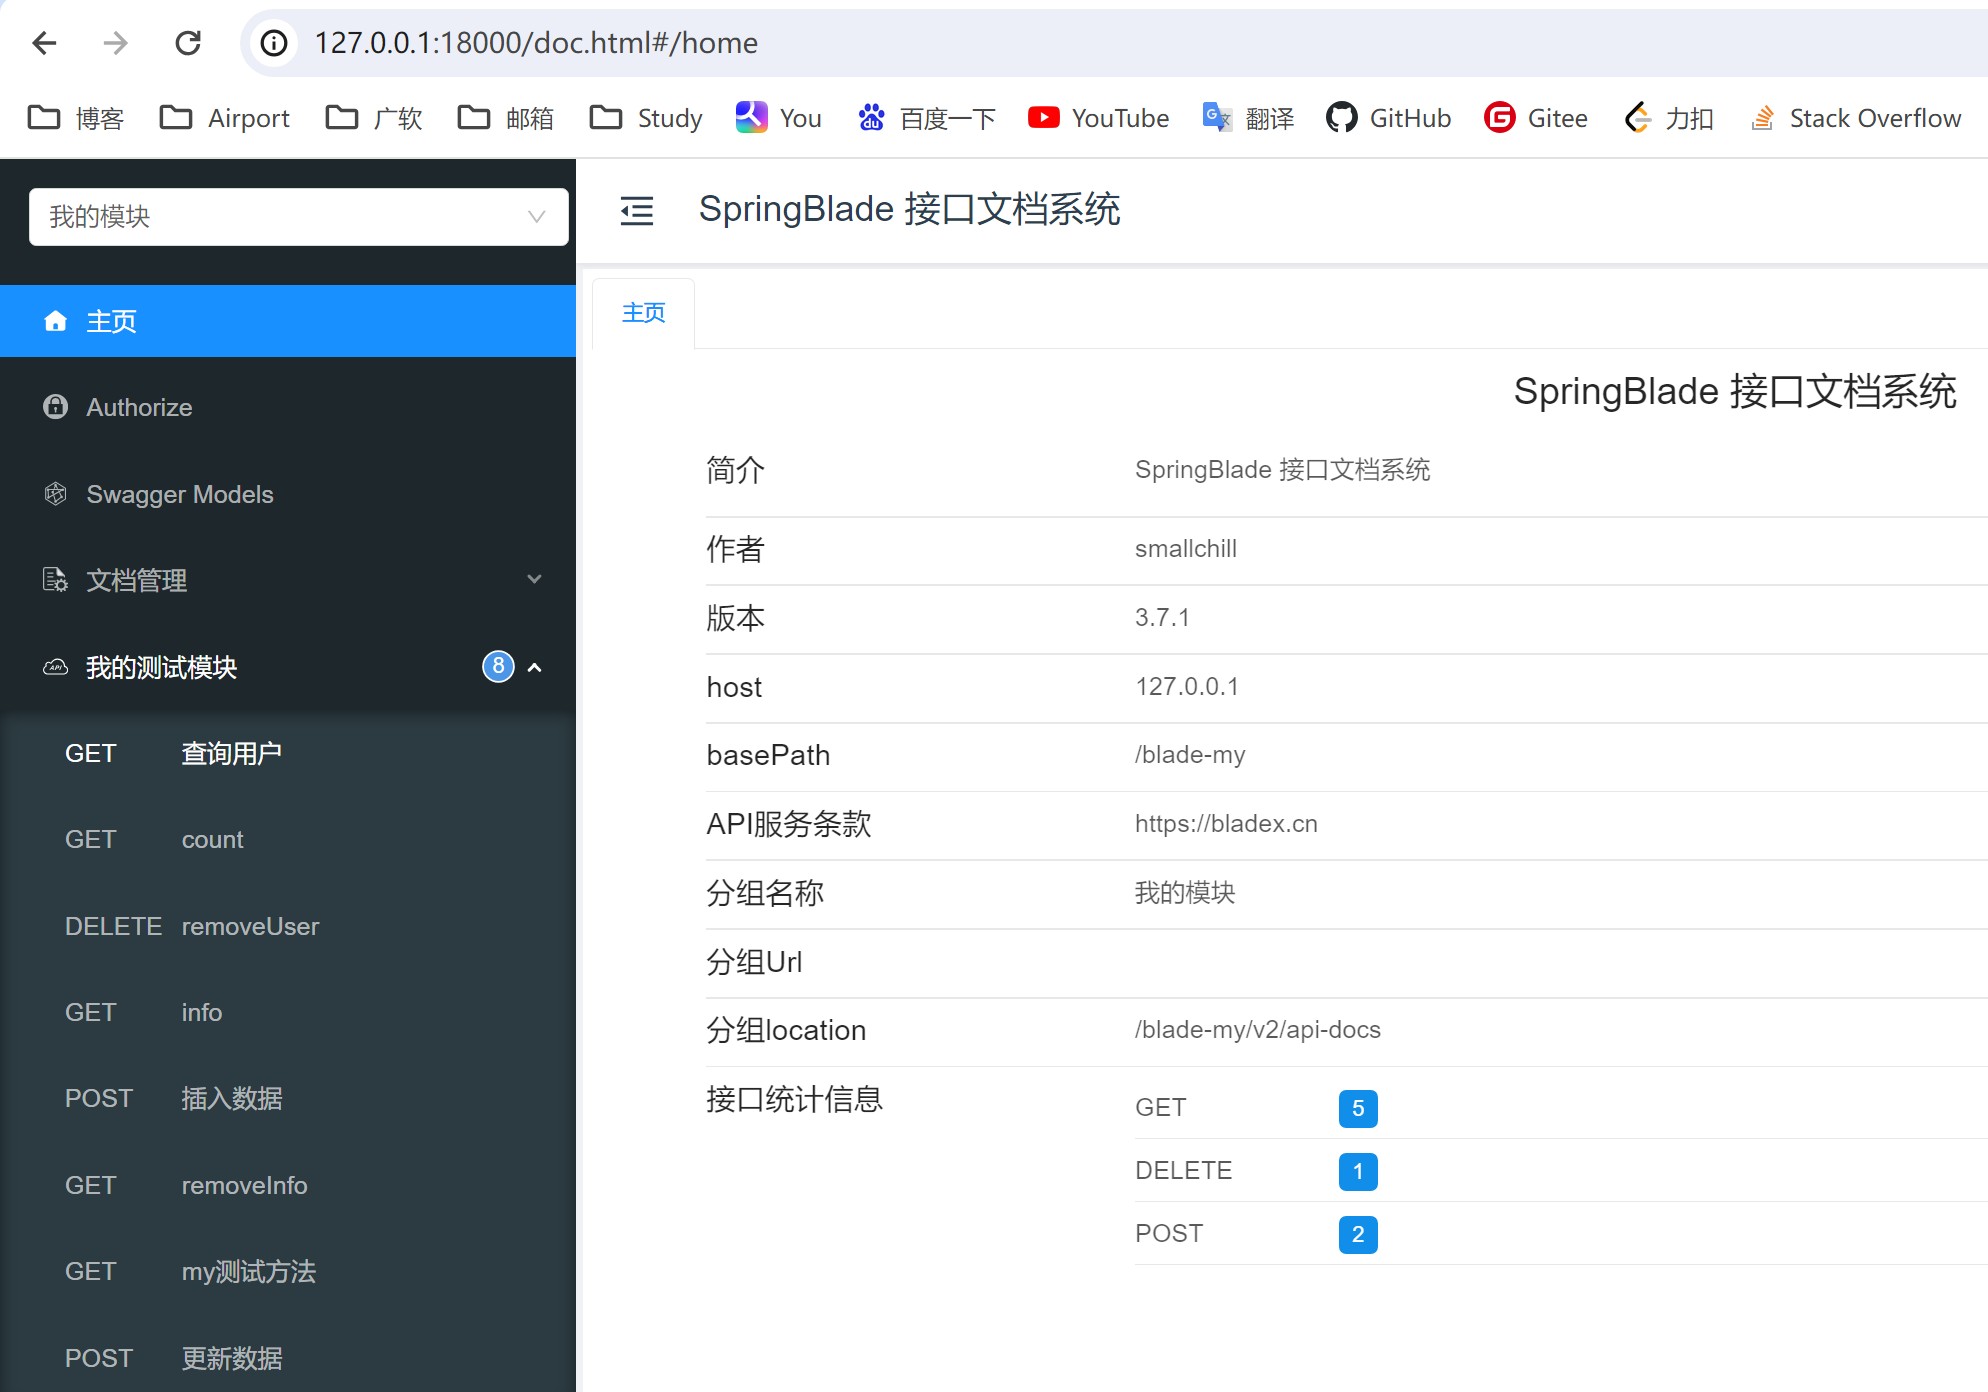 127.0.0.1:18000/doc.html#/home
博客 Airport 广软 邮箱 Study You 百度一下 YouTube 翻译 GitHub Gitee 力扣 Stack Overflow
我的模块
SpringBlade 接口文档系统
主页
Authorize
Swagger Models
文档管理
我的测试模块 8
GET 查询用户
GET count
DELETE removeUser
GET info
POST 插入数据
GET removeInfo
GET my测试方法
POST 更新数据
主页
SpringBlade 接口文档系统
简介 SpringBlade 接口文档系统
作者 smallchill
版本 3.7.1
host 127.0.0.1
basePath /blade-my
API服务条款 https://bladex.cn
分组名称 我的模块
分组Url
分组location /blade-my/v2/api-docs
接口统计信息 GET 5
DELETE 1
POST 2